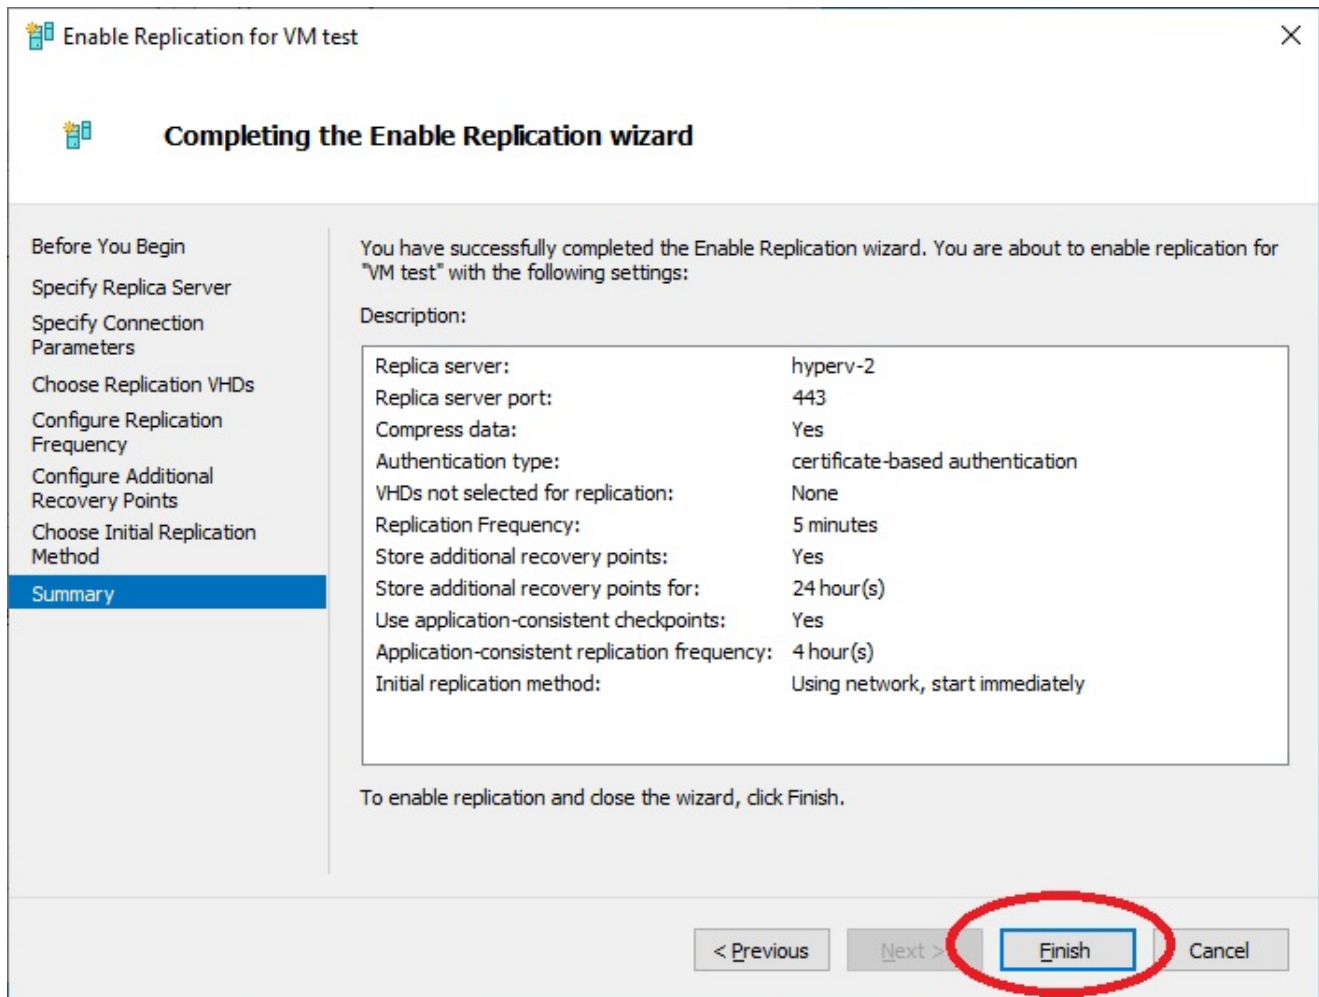 Enable Replication for VM test
Completing the Enable Replication wizard
Before You Begin
Specify Replica Server
Specify Connection
Parameters
Choose Replication VHDs
Configure Replication
Frequency
Configure Additional
Recovery Points
Choose Initial Replication
Method
Summary
You have successfully completed the Enable Replication wizard. You are about to enable replication for
"VM test" with the following settings:
Description:
Replica server: hyperv-2
Replica server port: 443
Compress data: Yes
Authentication type: certificate-based authentication
VHDs not selected for replication: None
Replication Frequency: 5 minutes
Store additional recovery points: Yes
Store additional recovery points for: 24 hour(s)
Use application-consistent checkpoints: Yes
Application-consistent replication frequency: 4 hour(s)
Initial replication method: Using network, start immediately
To enable replication and close the wizard, click Finish.
< Previous Next > Finish Cancel